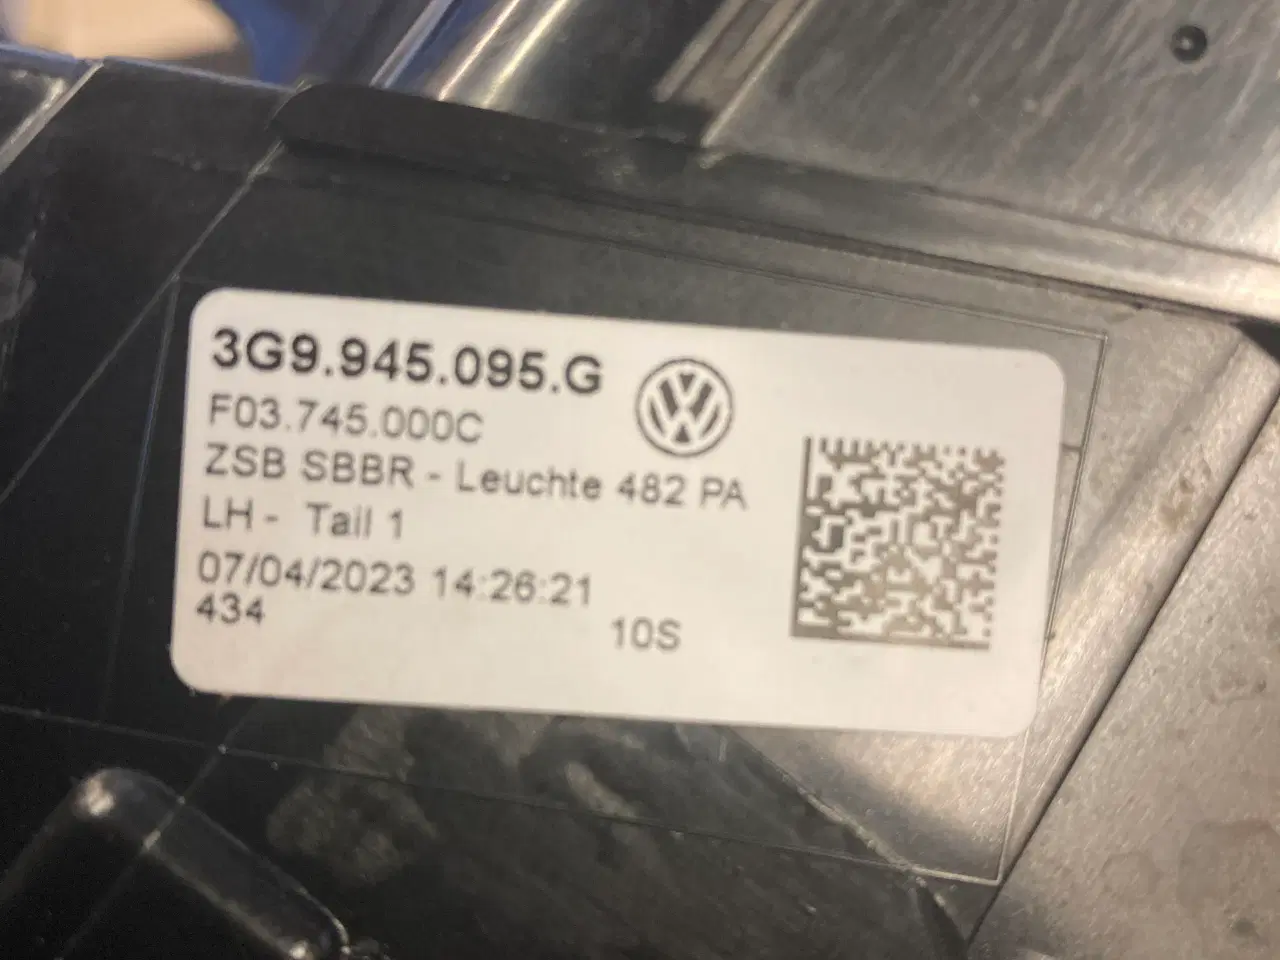 3G9.945.095.G
F03.745.000C
ZSB SBBR - Leuchte 482 PA
LH - Tail 1
07/04/2023 14:26:21
434
10S